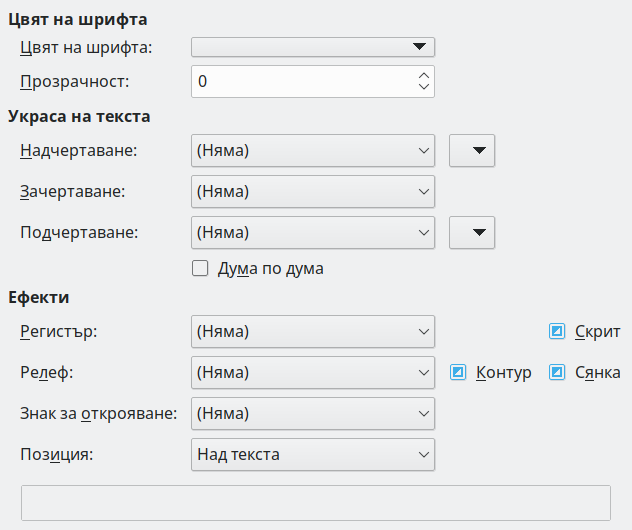 Цвят на шрифта
Цвят на шрифта:
Прозрачност: 0
Украса на текста
Надчертаване: (Няма)
Зачертаване: (Няма)
Подчертаване: (Няма)
Дума по дума
Ефекти
Регистър: (Няма) Скрит
Релеф: (Няма) Контур Сянка
Знак за открояване: (Няма)
Позиция: Над текста